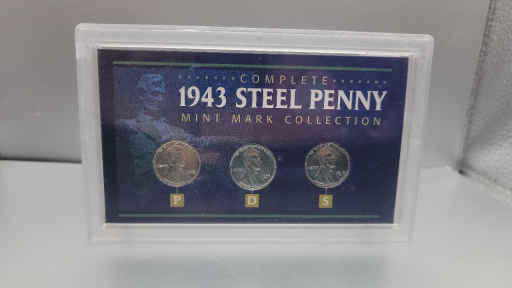 COMPLETE
1943 STEEL PENNY
MINT MARK COLLECTION
P D S